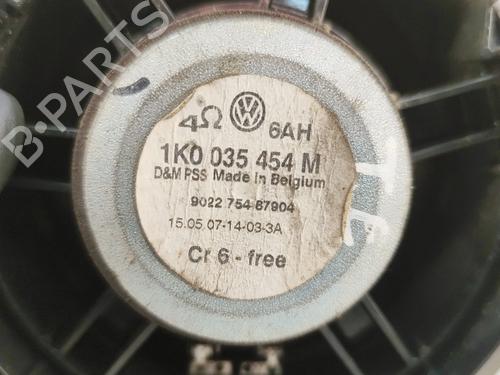 4Ω 6AH
1K0 035 454 M
D&M PSS Made in Belgium
9022 754 87904
15.05.07-14-03-3A
Cr 6 - free
B-PARTS